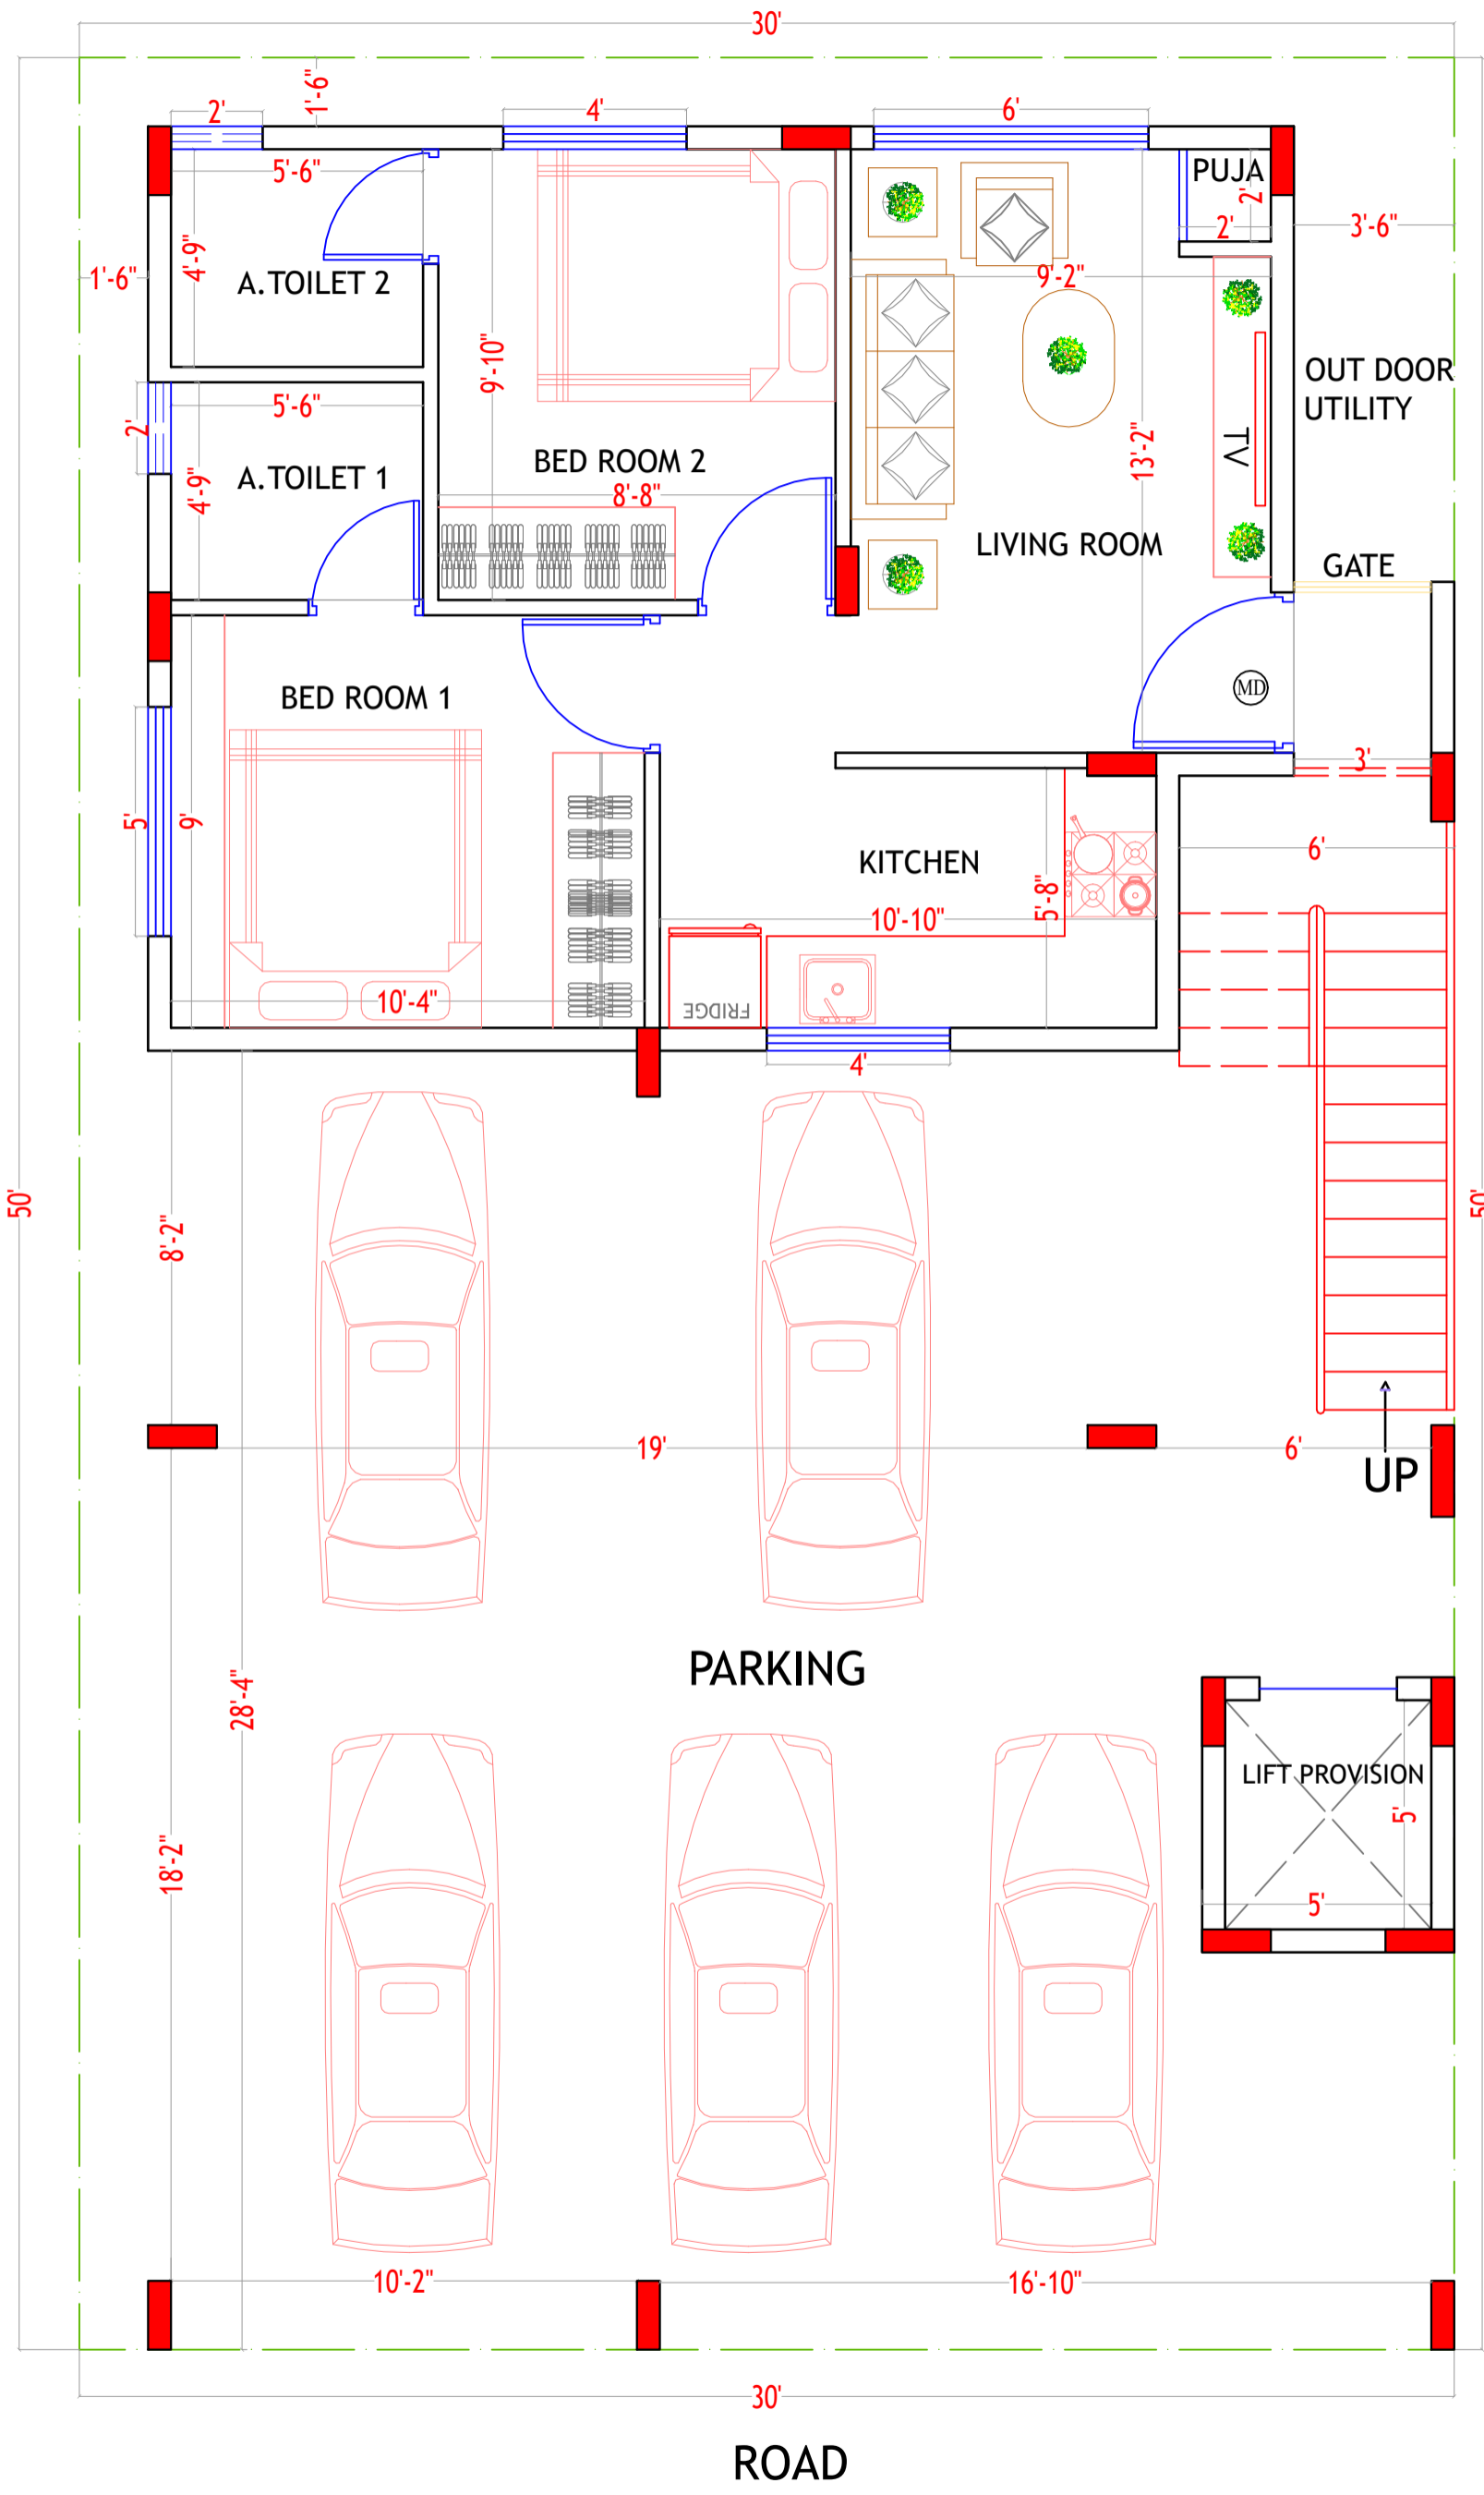 30'
1'-6"
2'
4'
6'
5'-6"
PUJA
2'
2'
3'-6"
4'-9"
1'-6"
A.TOILET 2
9'-2"
9'-10"
OUT DOOR
UTILITY
5'-6"
2'
TV
13'-2"
BED ROOM 2
A.TOILET 1
4'-9"
8'-8"
LIVING ROOM
GATE
BED ROOM 1
MD
3'
5'
9'
6'
KITCHEN
5'-8"
10'-10"
10'-4"
FRIDGE
4'
50'
50'
8'-2"
19'
6'
UP
PARKING
28'-4"
LIFT PROVISION
5'
18'-2"
5'
10'-2"
16'-10"
30'
ROAD